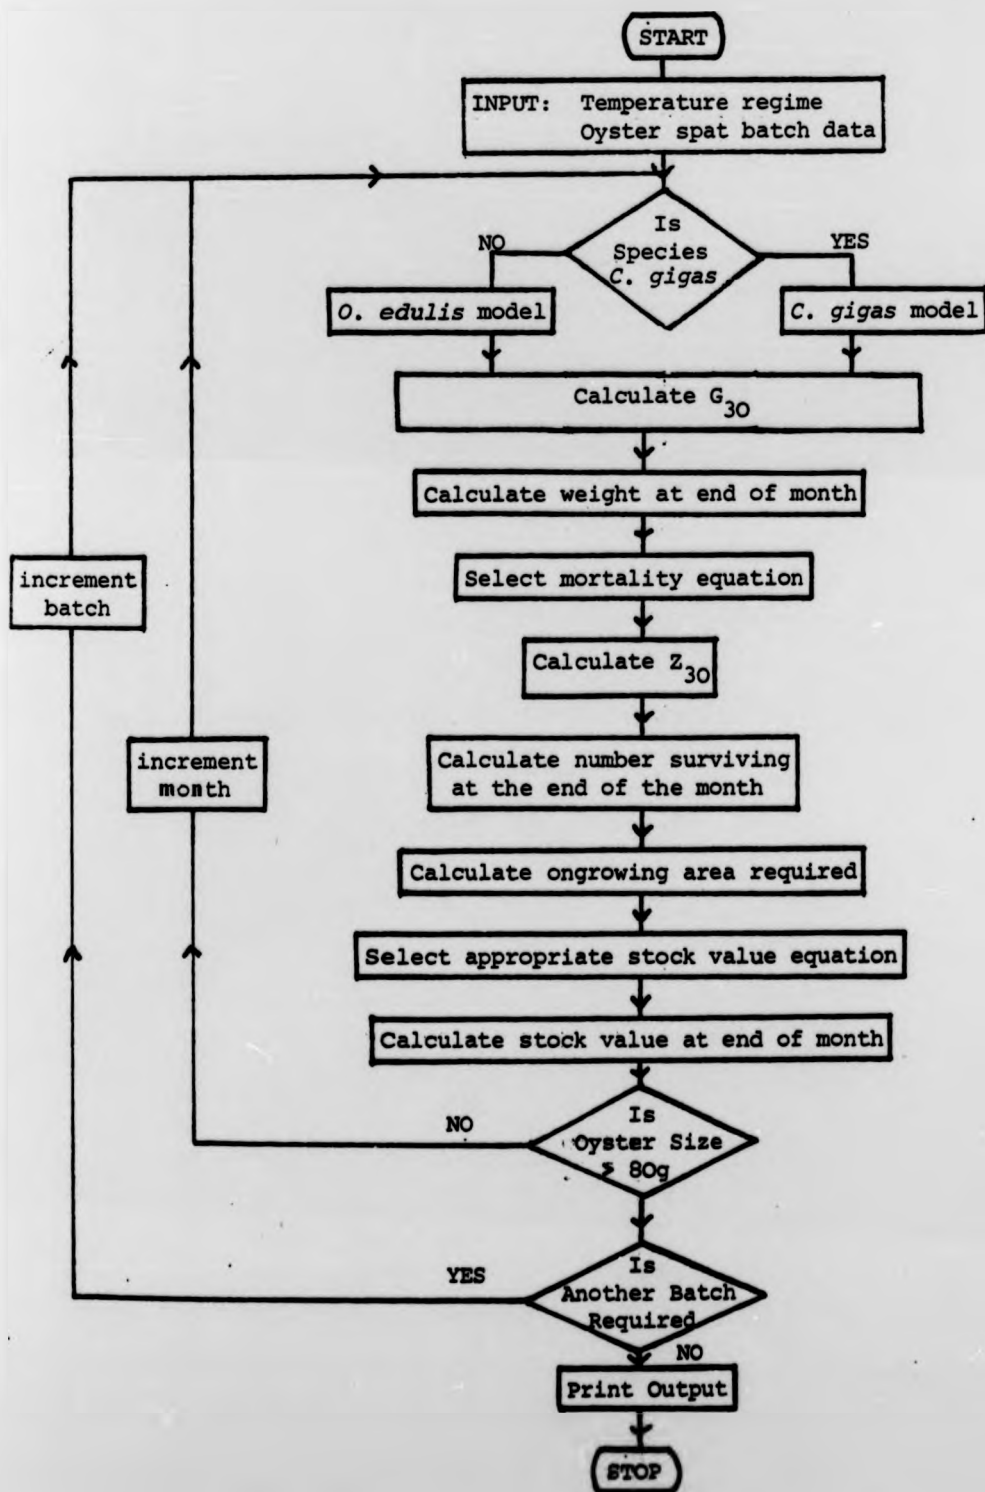 START
INPUT: Temperature regime
Oyster spat batch data
Is
Species
C. gigas
NO
YES
O. edulis model
C. gigas model
Calculate G30
Calculate weight at end of month
increment
batch
Select mortality equation
Calculate Z30
increment
month
Calculate number surviving
at the end of the month
Calculate ongrowing area required
Select appropriate stock value equation
Calculate stock value at end of month
NO
Is
Oyster Size
> 80g
YES
Is
Another Batch
Required
NO
Print Output
STOP